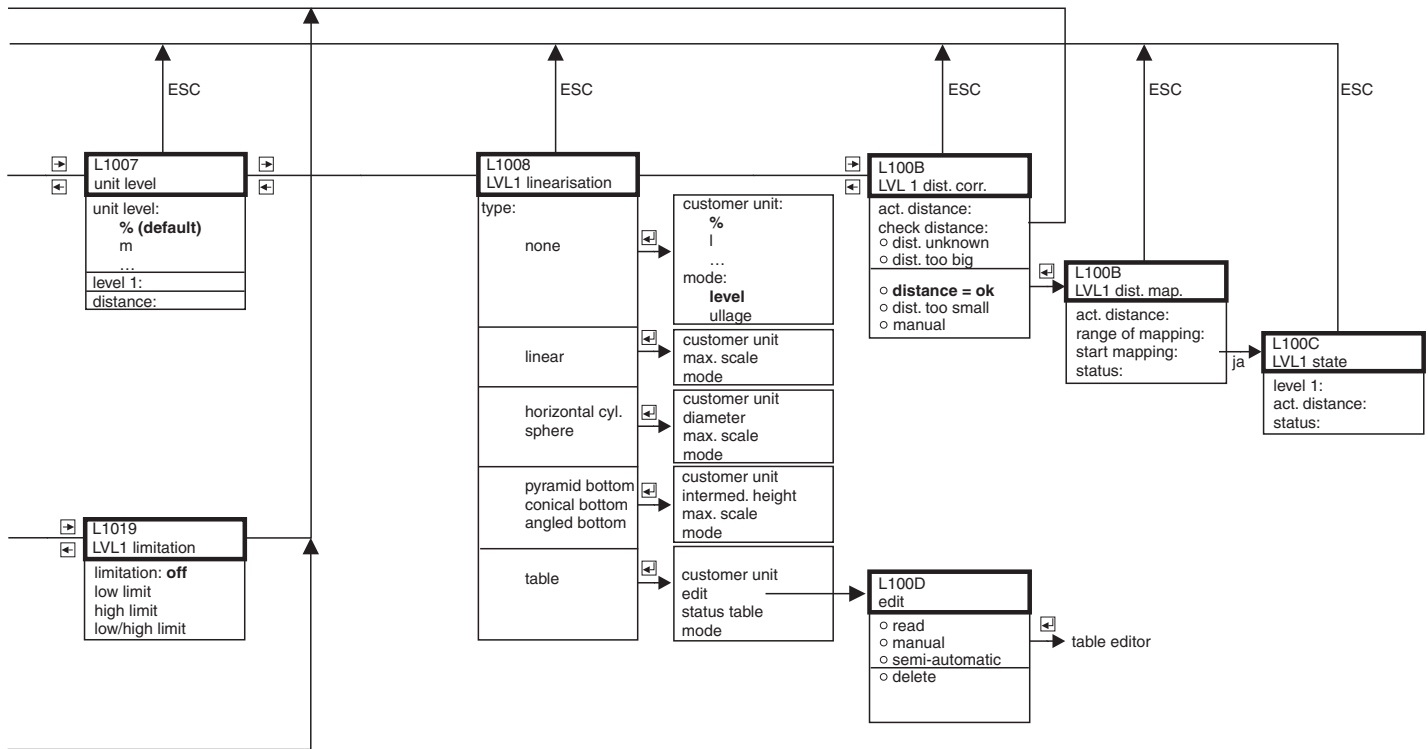 ESC
ESC
ESC
ESC
ESC
L1007
unit level
unit level:
% (default)
m
...
level 1:
distance:
L1008
LVL1 linearisation
type:
none
linear
horizontal cyl.
sphere
pyramid bottom
conical bottom
angled bottom
table
customer unit:
%
l
...
mode:
level
ullage
customer unit
max. scale
mode
customer unit
diameter
max. scale
mode
customer unit
intermed. height
max. scale
mode
customer unit
edit
status table
mode
L100B
LVL 1 dist. corr.
act. distance:
check distance:
○ dist. unknown
○ dist. too big
○ distance = ok
○ dist. too small
○ manual
L100B
LVL1 dist. map.
act. distance:
range of mapping:
start mapping:
status:
ja
L100C
LVL1 state
level 1:
act. distance:
status:
L1019
LVL1 limitation
limitation: off
low limit
high limit
low/high limit
L100D
edit
○ read
○ manual
○ semi-automatic
○ delete
table editor